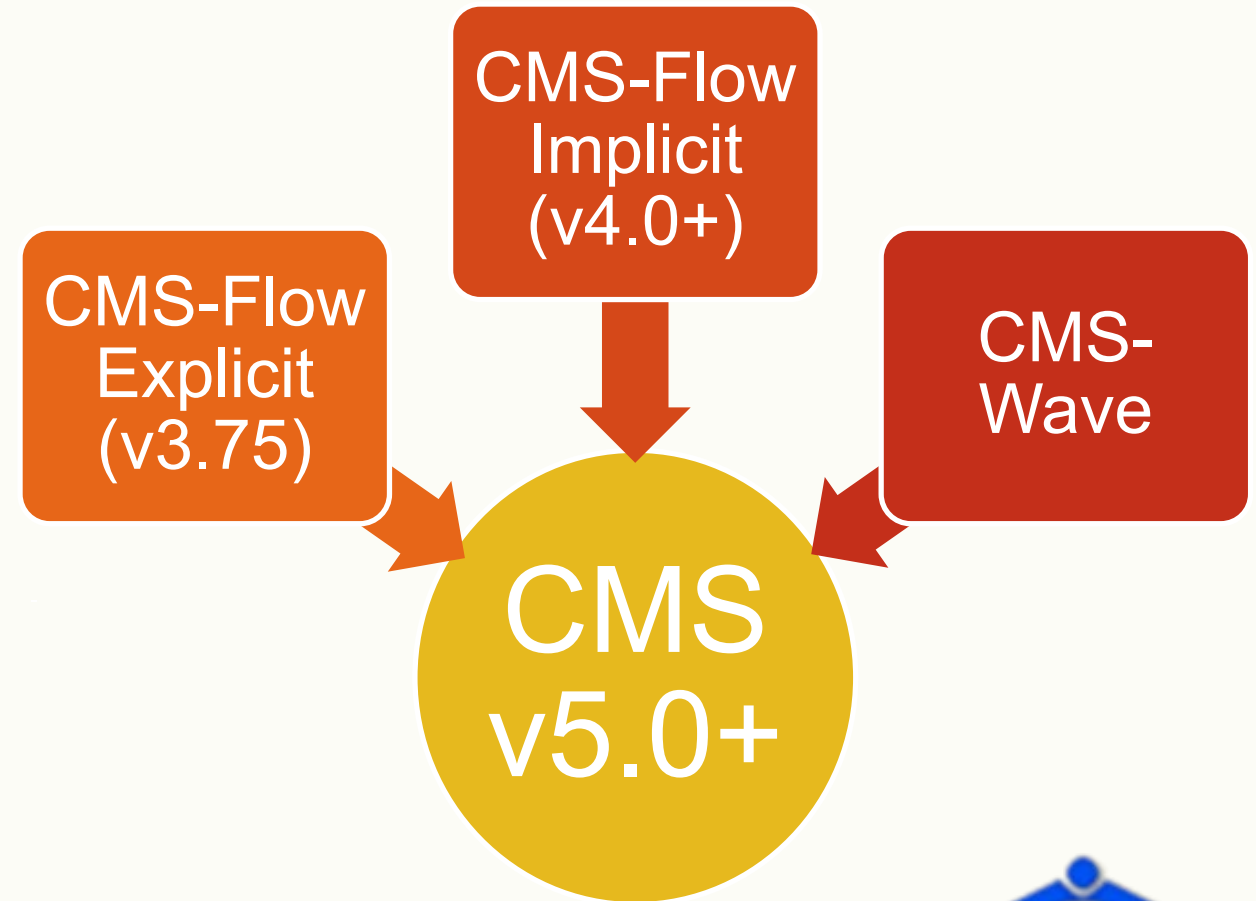 CMS-Flow
Implicit
(v4.0+)
CMS-Flow
Explicit
(v3.75)
CMS-
Wave
CMS
v5.0+